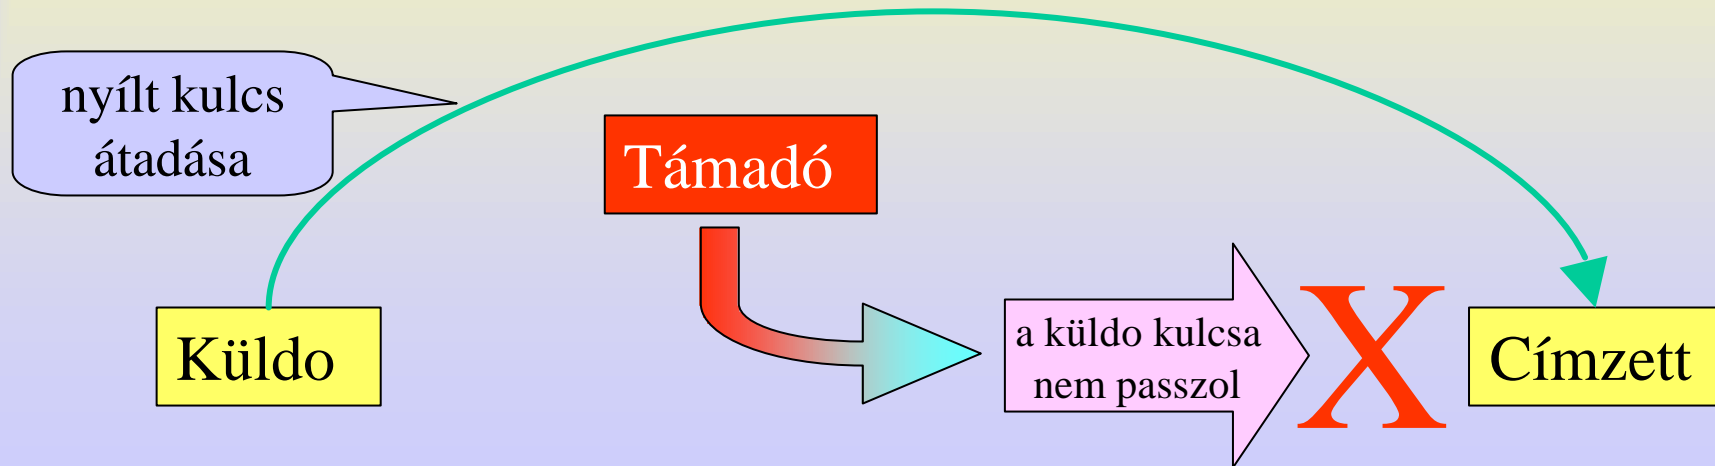 nyílt kulcs
átadása
Támadó
Küldo
a küldo kulcsa
nem passzol
X
Címzett